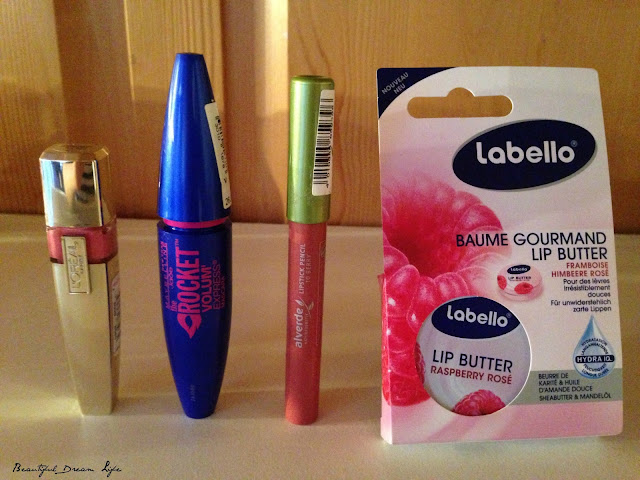 L'ORÉAL
MAYBELLINE
the
ROCKET
VOLUM'
EXPRESS
alverde
LIPSTICK PENCIL
NOUVEAU
NEU
Labello
BAUME GOURMAND
LIP BUTTER
FRAMBOISE
HIMBEERE ROSÉ
Labello
LIP BUTTER
Pour des lèvres
irrésistiblement
douces
Für unwiderstehlich
zarte Lippen
Labello
LIP BUTTER
RASPBERRY ROSÉ
HYDRA IQ
BEURRE DE
KARITÉ & HUILE
D'AMANDE DOUCE
SHEABUTTER & MANDELÖL
Beautiful Dream Life